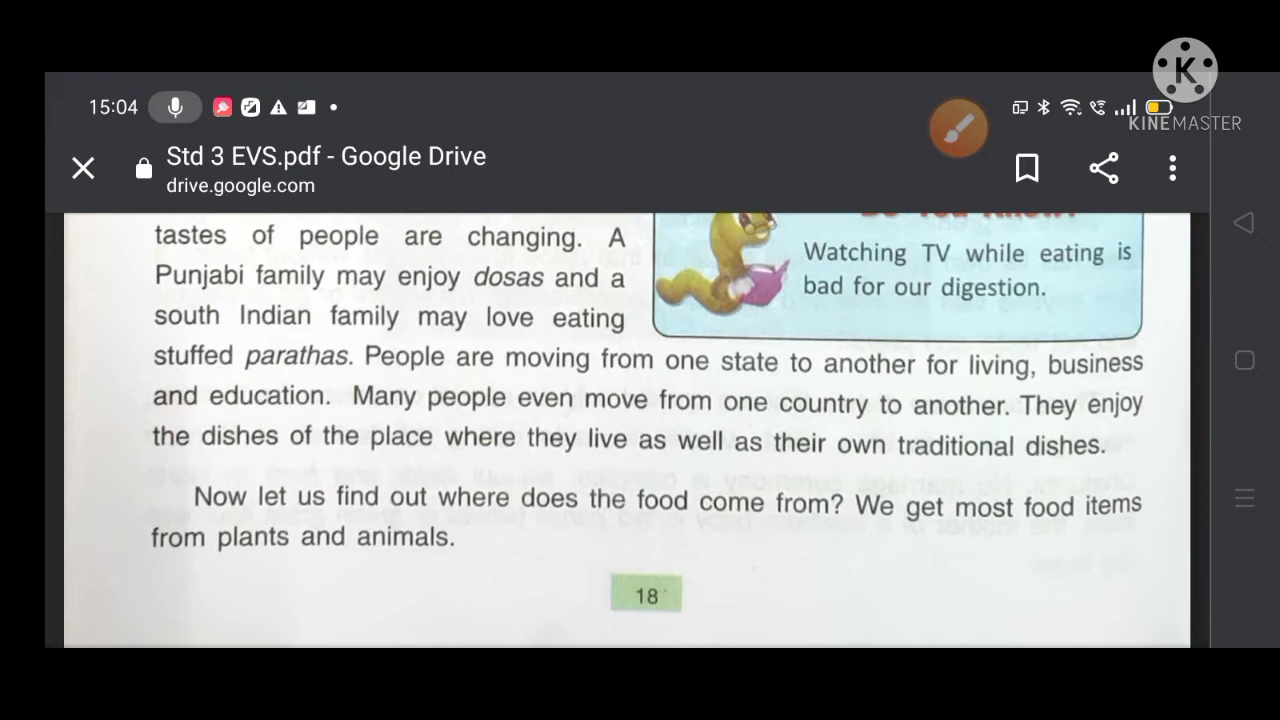 15:04
KINEMASTER
Std 3 EVS.pdf - Google Drive
drive.google.com
Do You Know?
Watching TV while eating is
bad for our digestion.
tastes of people are changing. A
Punjabi family may enjoy dosas and a
south Indian family may love eating
stuffed parathas. People are moving from one state to another for living, business
and education. Many people even move from one country to another. They enjoy
the dishes of the place where they live as well as their own traditional dishes.
Now let us find out where does the food come from? We get most food items
from plants and animals.
18